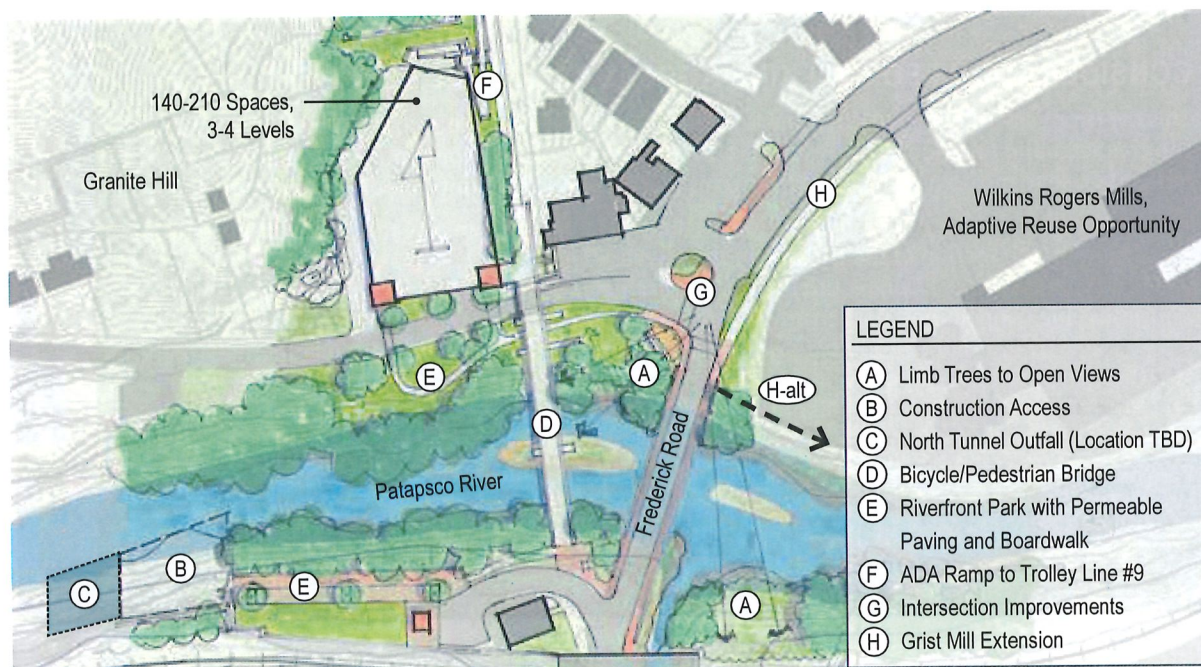 140-210 Spaces,
3-4 Levels
F
1
Granite Hill
H
Wilkins Rogers Mills,
Adaptive Reuse Opportunity
G
A
E
H-alt
D
Frederick Road
Patapsco River
B
C
E
A
LEGEND
A Limb Trees to Open Views
B Construction Access
C North Tunnel Outfall (Location TBD)
D Bicycle/Pedestrian Bridge
E Riverfront Park with Permeable
Paving and Boardwalk
F ADA Ramp to Trolley Line #9
G Intersection Improvements
H Grist Mill Extension